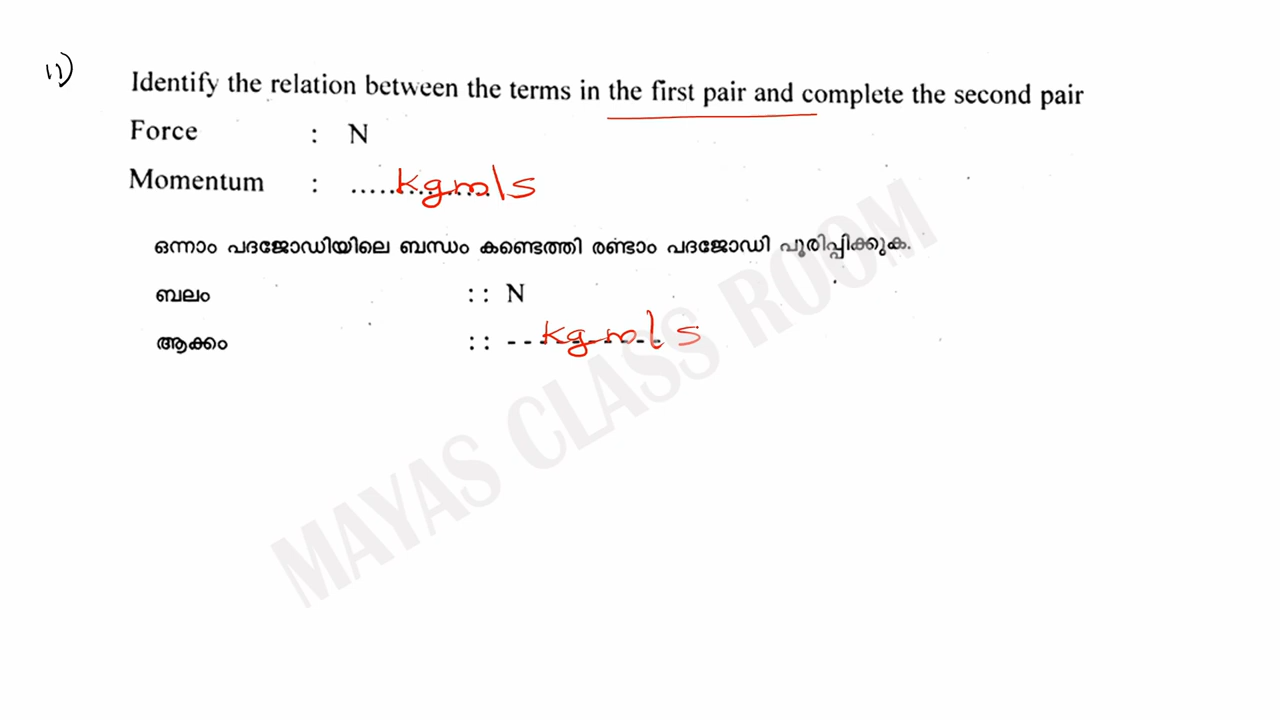 11)
Identify the relation between the terms in the first pair and complete the second pair
Force : N
Momentum : ..... kgm/s
ഒന്നാം പദജോഡിയിലെ ബന്ധം കണ്ടെത്തി രണ്ടാം പദജോഡി പൂരിപ്പിക്കുക.
ബലം :: N
ആക്കം :: -- kgm/s
MAYAS CLASS ROOM